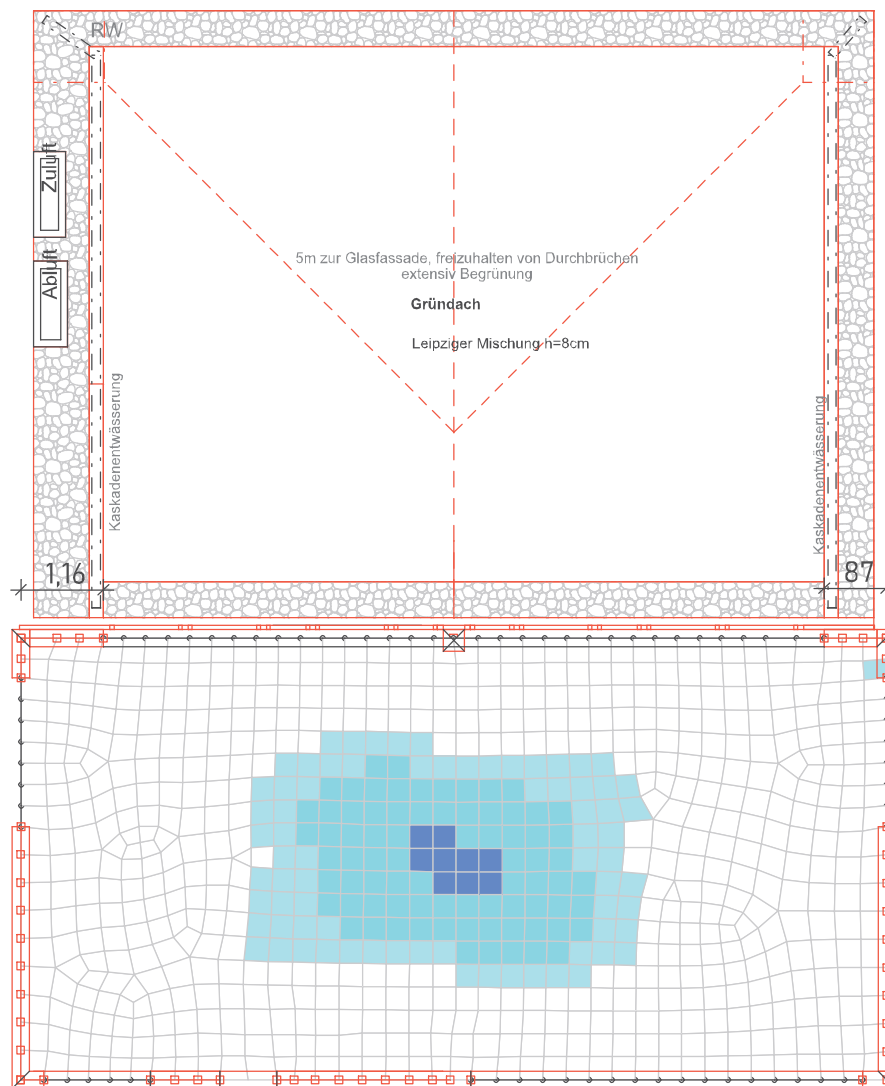 RW
Zuluft
Abluft
5m zur Glasfassade, freizuhalten von Durchbrüchen
extensiv Begrünung
Gründach
Leipziger Mischung h=8cm
Kaskadenentwässerung
Kaskadenentwässerung
1,16
87